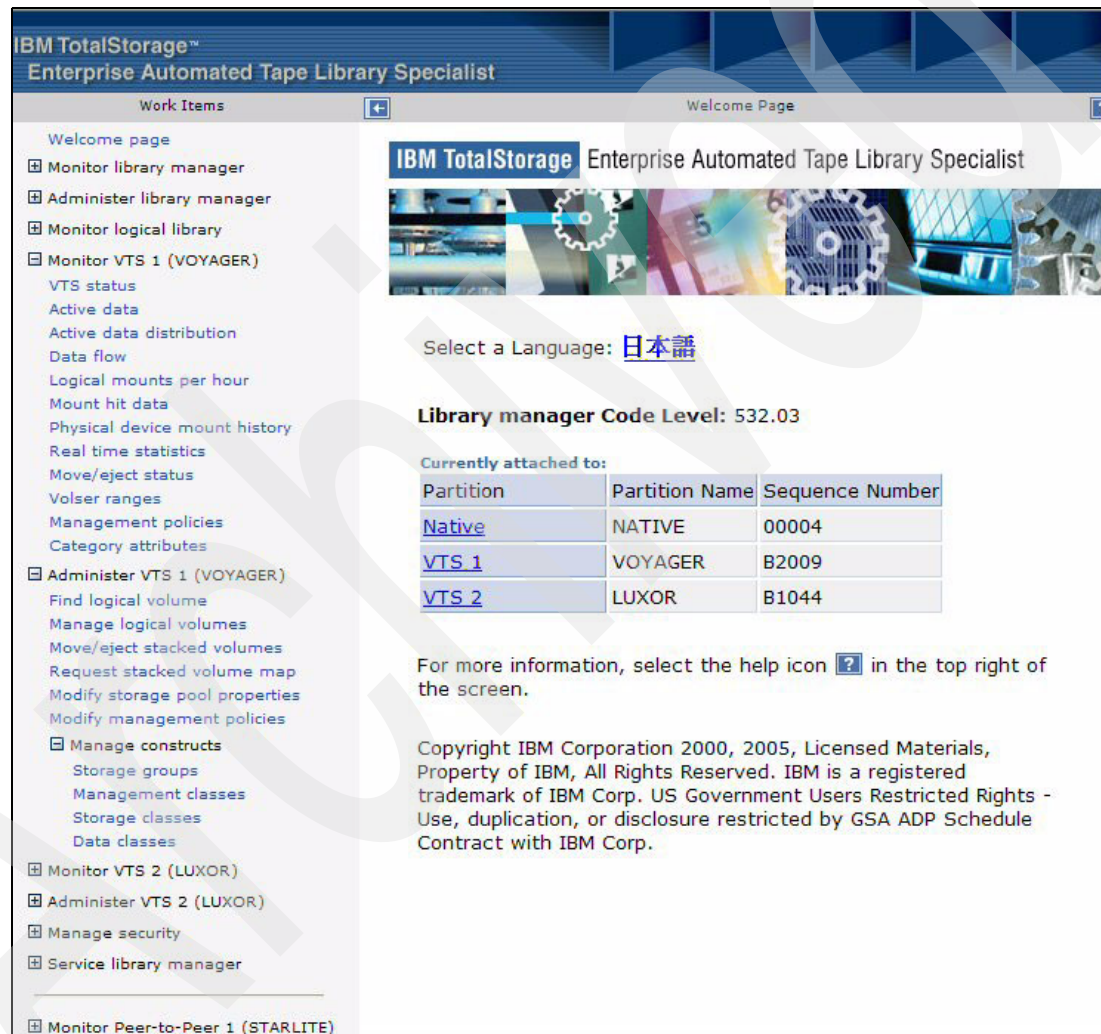 IBM TotalStorage™
Enterprise Automated Tape Library Specialist
Work Items
Welcome Page
?
Welcome page
Monitor library manager
Administer library manager
Monitor logical library
Monitor VTS 1 (VOYAGER)
VTS status
Active data
Active data distribution
Data flow
Logical mounts per hour
Mount hit data
Physical device mount history
Real time statistics
Move/eject status
Volser ranges
Management policies
Category attributes
Administer VTS 1 (VOYAGER)
Find logical volume
Manage logical volumes
Move/eject stacked volumes
Request stacked volume map
Modify storage pool properties
Modify management policies
Manage constructs
Storage groups
Management classes
Storage classes
Data classes
Monitor VTS 2 (LUXOR)
Administer VTS 2 (LUXOR)
Manage security
Service library manager
Monitor Peer-to-Peer 1 (STARLITE)
IBM TotalStorage Enterprise Automated Tape Library Specialist
Select a Language: 日本語
Library manager Code Level: 532.03
Currently attached to:
Partition Partition Name Sequence Number
Native NATIVE 00004
VTS 1 VOYAGER B2009
VTS 2 LUXOR B1044
For more information, select the help icon ? in the top right of
the screen.
Copyright IBM Corporation 2000, 2005, Licensed Materials,
Property of IBM, All Rights Reserved. IBM is a registered
trademark of IBM Corp. US Government Users Restricted Rights -
Use, duplication, or disclosure restricted by GSA ADP Schedule
Contract with IBM Corp.